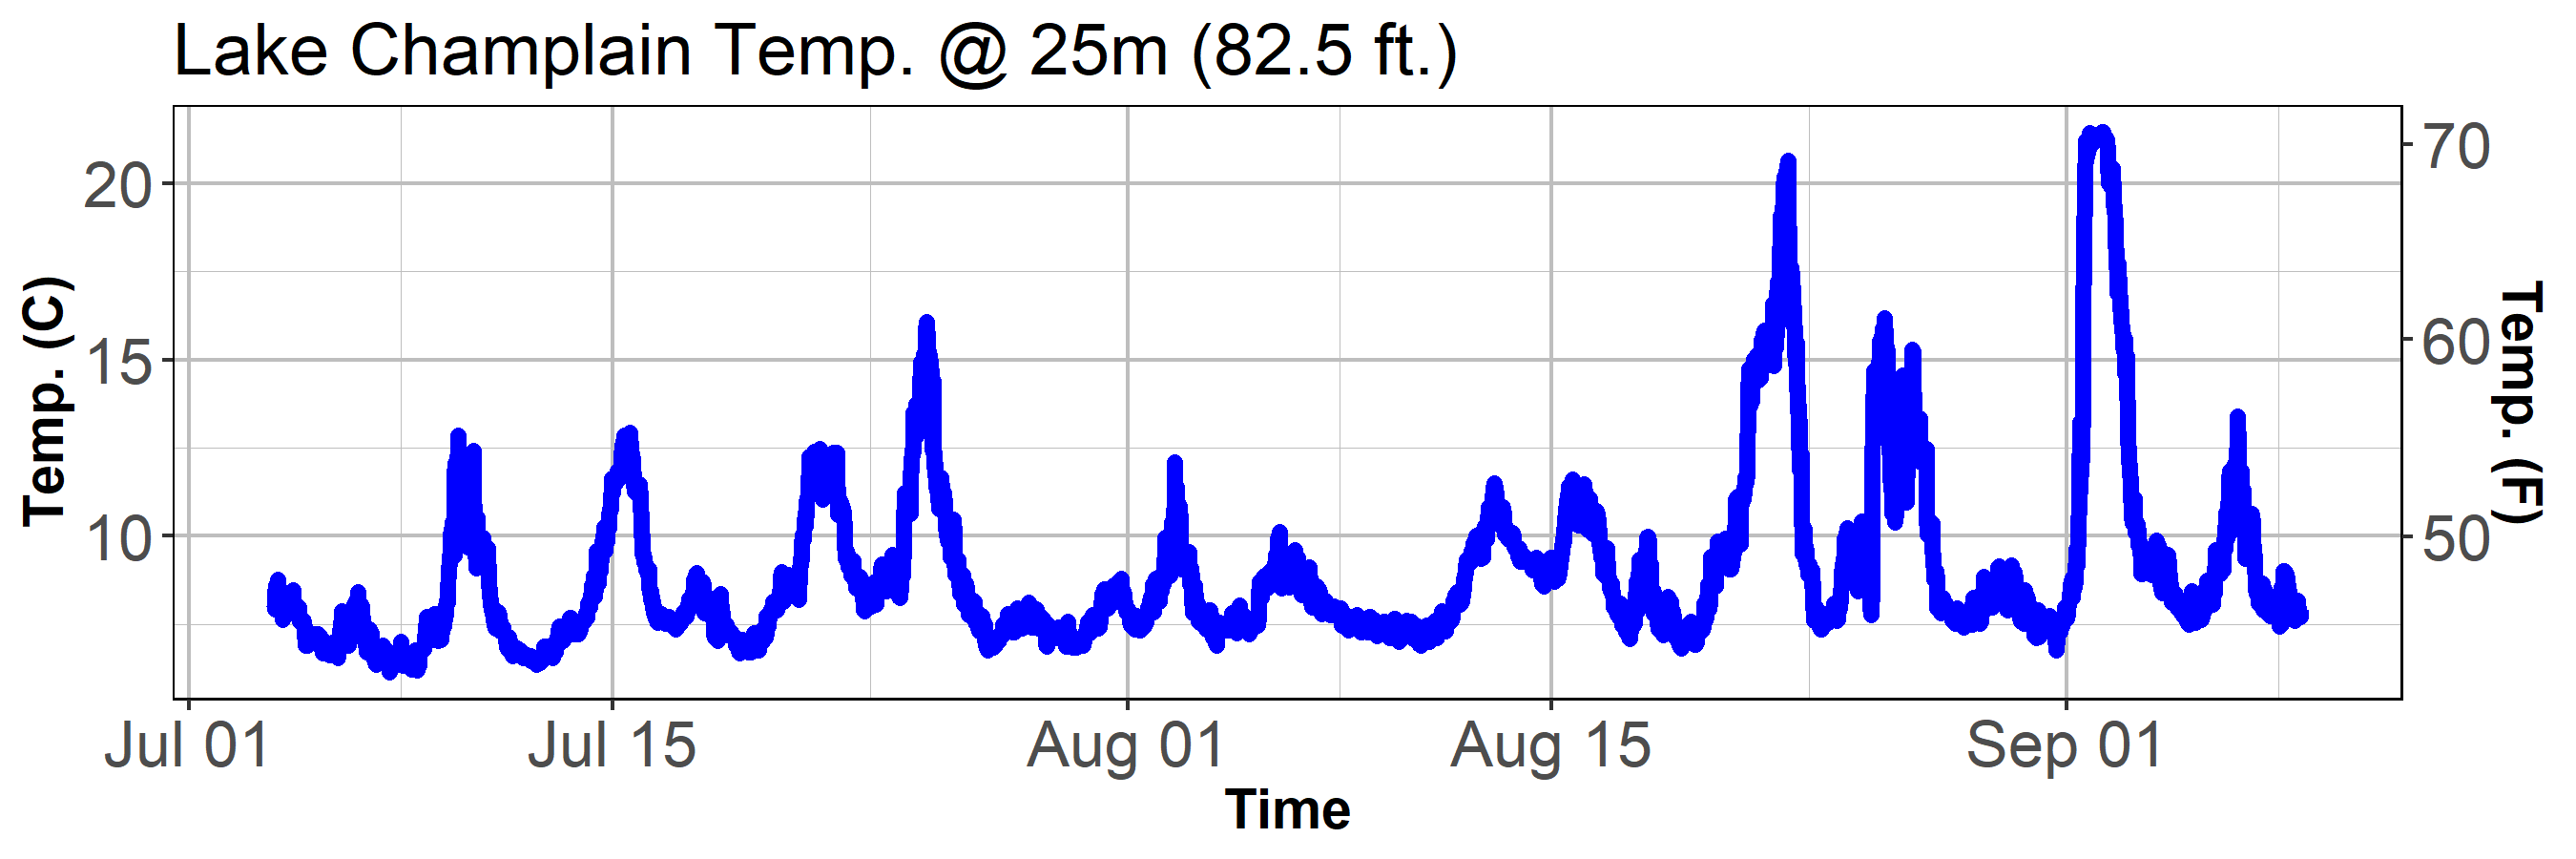 Lake Champlain Temp. @ 25m (82.5 ft.)
Temp. (C)
20
15
10
70
60
50
Temp. (F)
Jul 01
Jul 15
Aug 01
Aug 15
Sep 01
Time